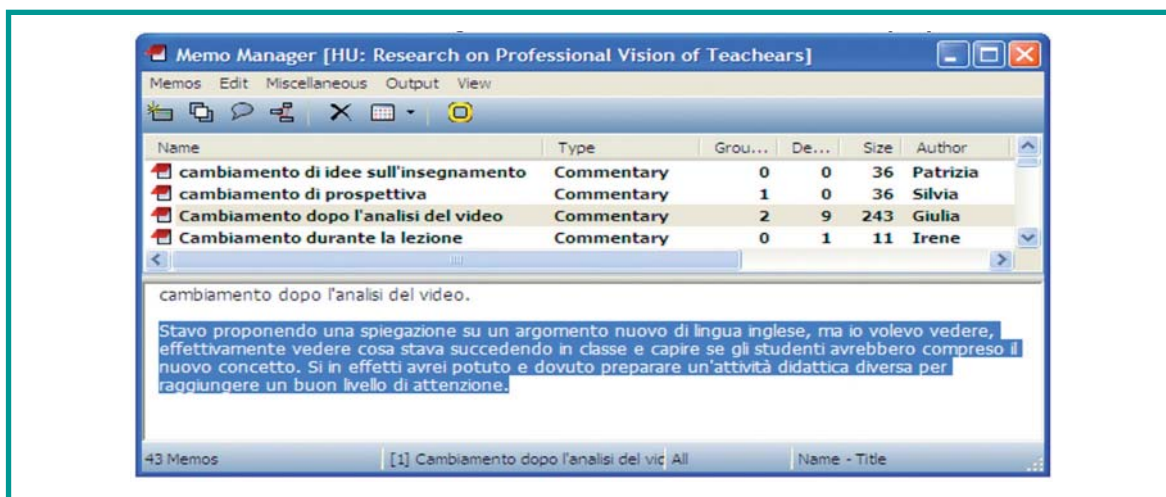 Memo Manager [HU: Research on Professional Vision of Teachears]
Memos Edit Miscellaneous Output View
Name Type Grou... De... Size Author
cambiamento di idee sull'insegnamento Commentary 0 0 36 Patrizia
cambiamento di prospettiva Commentary 1 0 36 Silvia
Cambiamento dopo l'analisi del video Commentary 2 9 243 Giulia
Cambiamento durante la lezione Commentary 0 1 11 Irene
cambiamento dopo l'analisi del video.
Stavo proponendo una spiegazione su un argomento nuovo di lingua inglese, ma io volevo vedere,
effettivamente vedere cosa stava succedendo in classe e capire se gli studenti avrebbero compreso il
nuovo concetto. Si in effetti avrei potuto e dovuto preparare un'attività didattica diversa per
raggiungere un buon livello di attenzione.
43 Memos [1] Cambiamento dopo l'analisi del vic All Name - Title